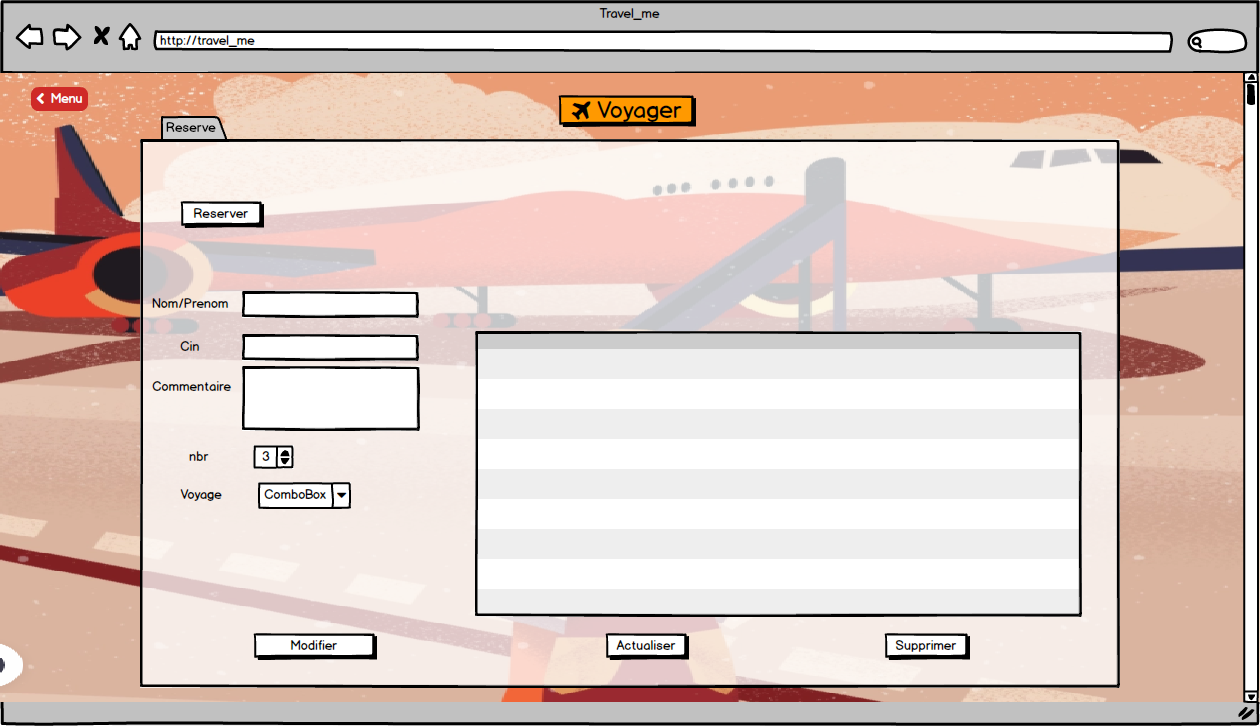 Travel_me
http://travel_me
Menu
Voyager
Reserve
Reserver
Nom/Prenom
Cin
Commentaire
nbr
3
Voyage
ComboBox
Modifier
Actualiser
Supprimer